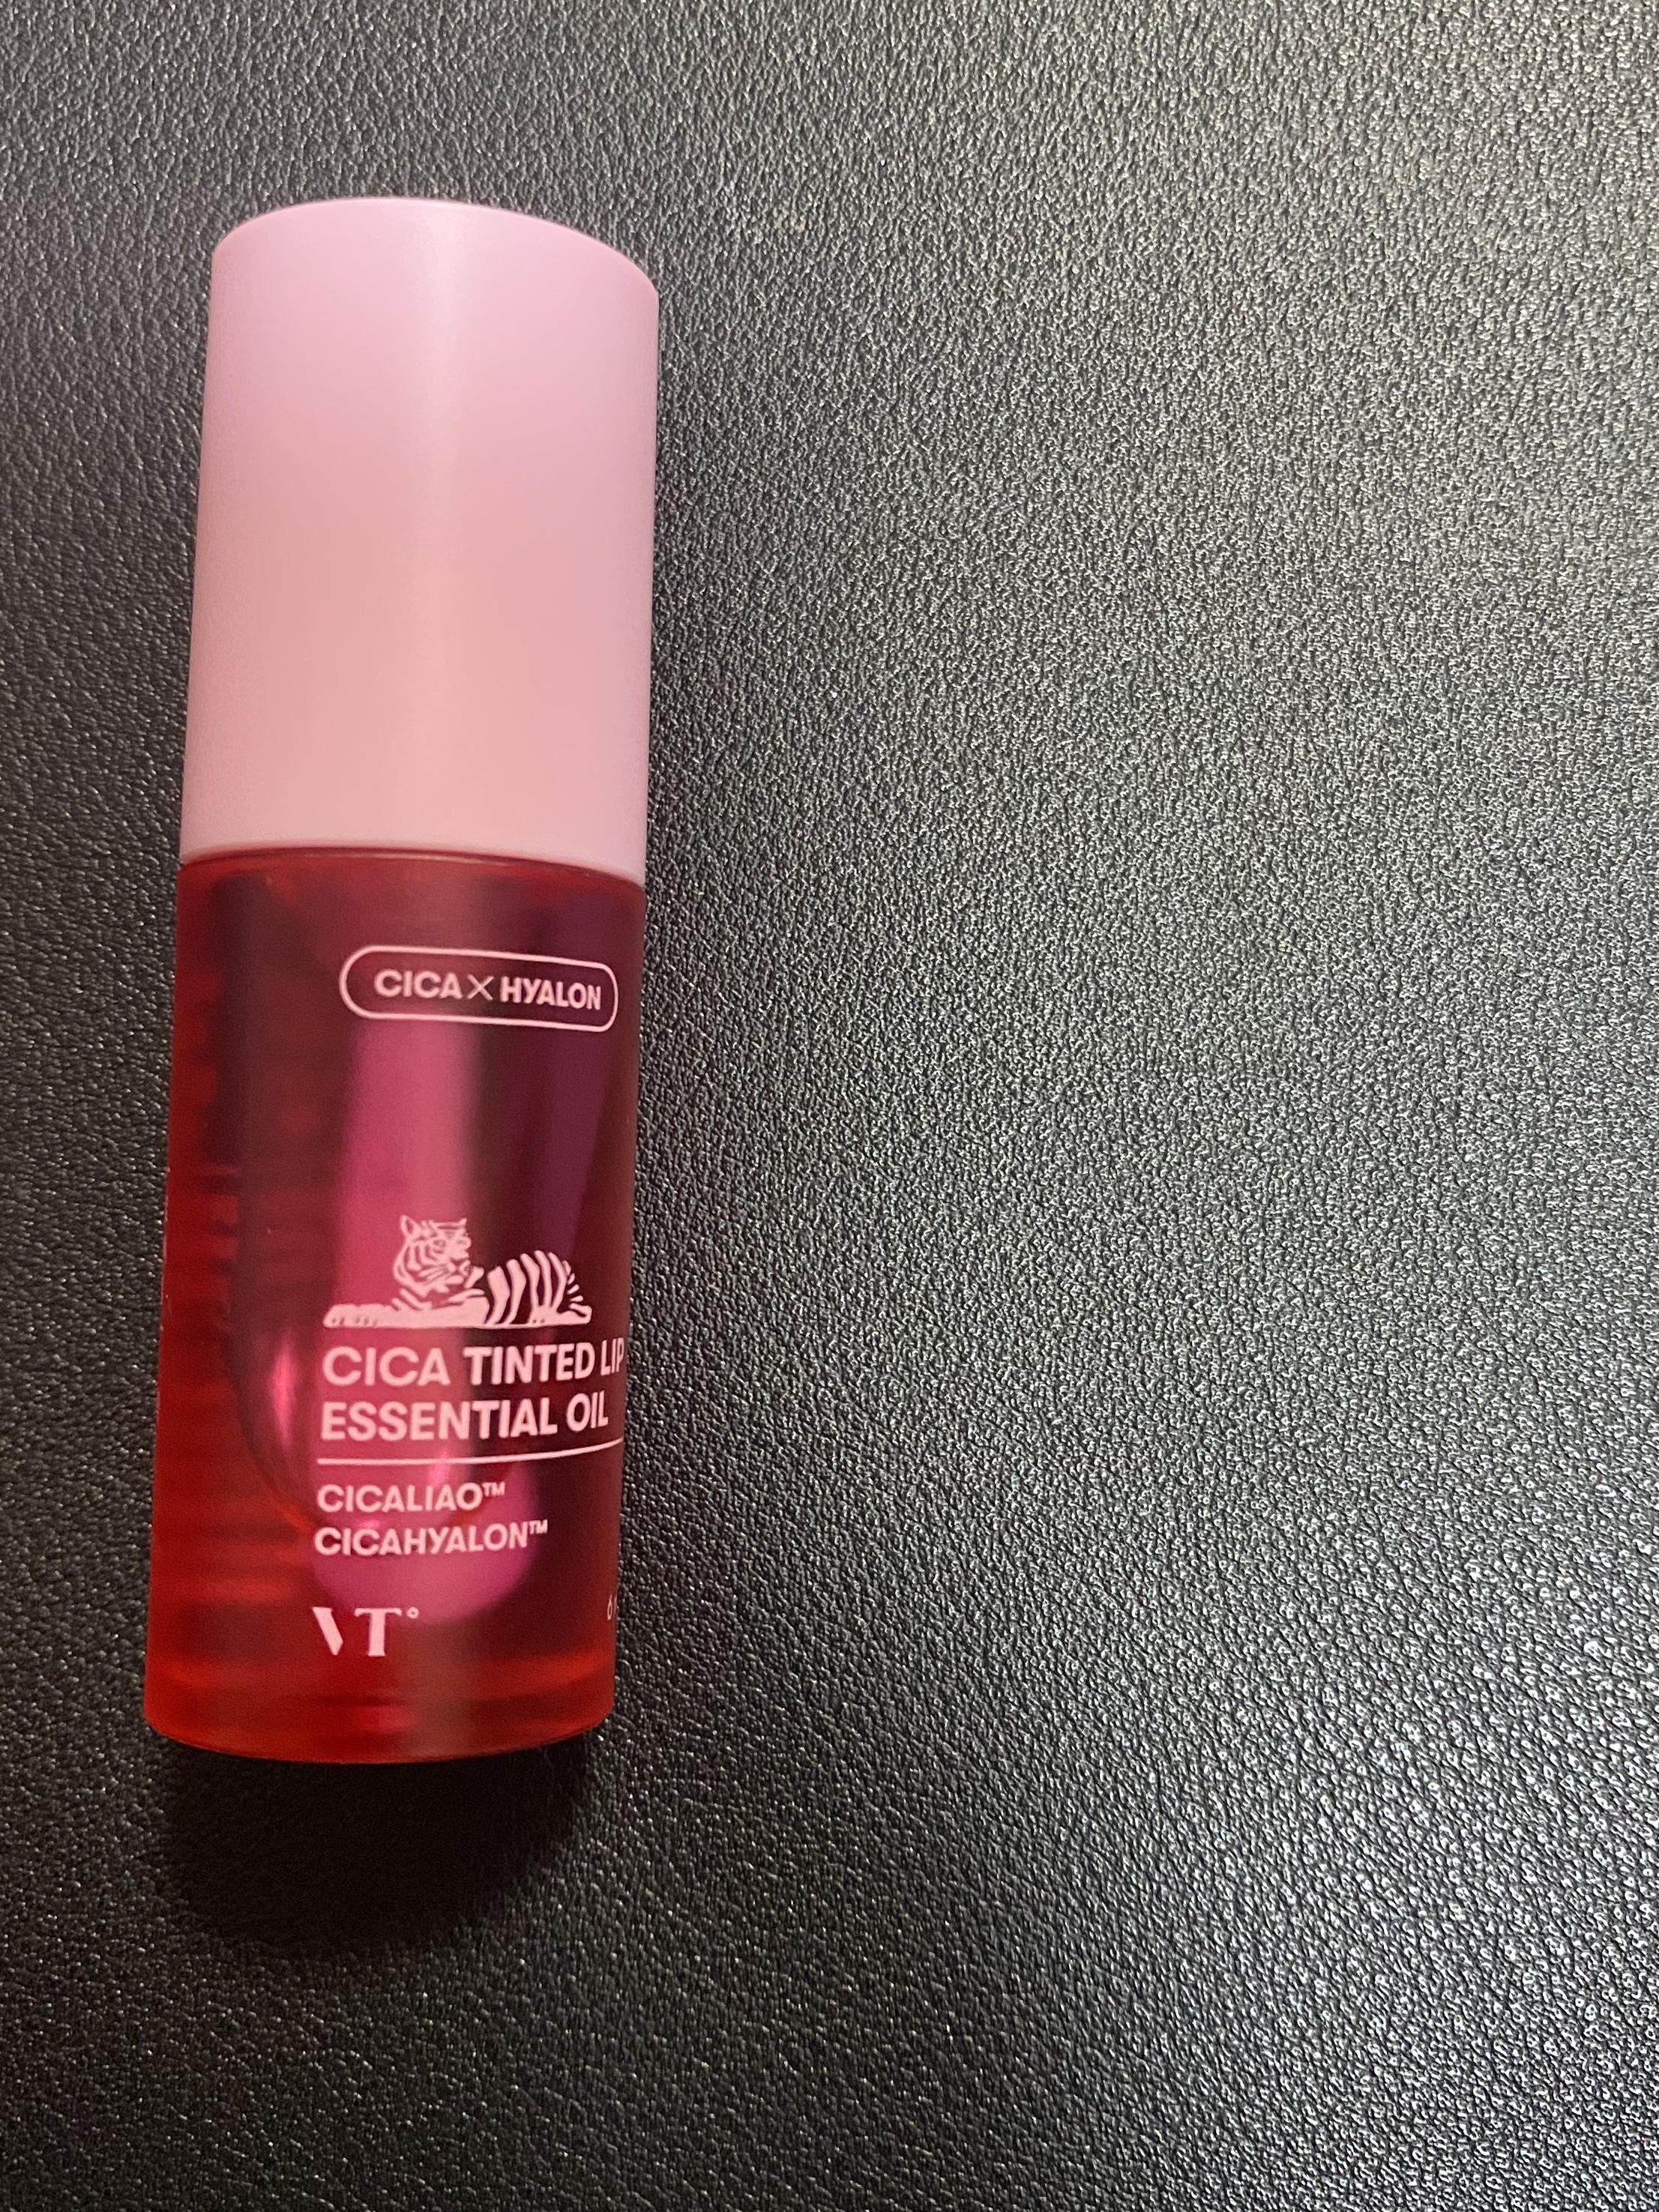 CICA X HYALON
CICA TINTED LIP
ESSENTIAL OIL
CICALIAO™
CICAHYALON™
VT°